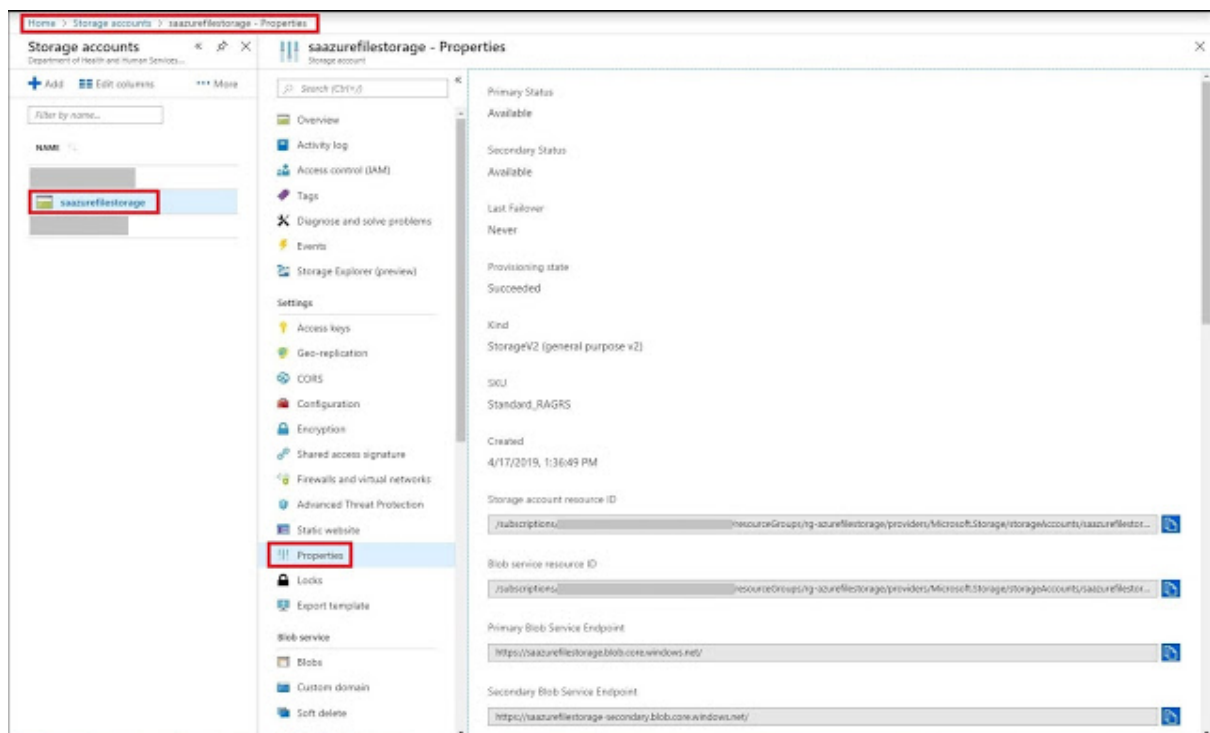 Home > Storage accounts > saazurefilestorage - Properties
Storage accounts
Department of Health and Human Services...
Add Edit columns ••• More
Filter by name...
NAME
saazurefilestorage
saazurefilestorage - Properties
Storage account
Search (Ctrl+/)
Overview
Activity log
Access control (IAM)
Tags
Diagnose and solve problems
Events
Storage Explorer (preview)
Settings
Access keys
Geo-replication
CORS
Configuration
Encryption
Shared access signature
Firewalls and virtual networks
Advanced Threat Protection
Static website
Properties
Locks
Export template
Blob service
Blobs
Custom domain
Soft delete
Primary Status
Available
Secondary Status
Available
Last Failover
Never
Provisioning state
Succeeded
Kind
StorageV2 (general purpose v2)
SKU
Standard_RAGRS
Created
4/17/2019, 1:36:49 PM
Storage account resource ID
/subscriptions/ resourceGroups/rg-azurefilestorage/providers/Microsoft.Storage/storageAccounts/saazurefilestor...
Blob service resource ID
/subscriptions/ resourceGroups/rg-azurefilestorage/providers/Microsoft.Storage/storageAccounts/saazurefilestor...
Primary Blob Service Endpoint
https://saazurefilestorage.blob.core.windows.net/
Secondary Blob Service Endpoint
https://saazurefilestorage-secondary.blob.core.windows.net/